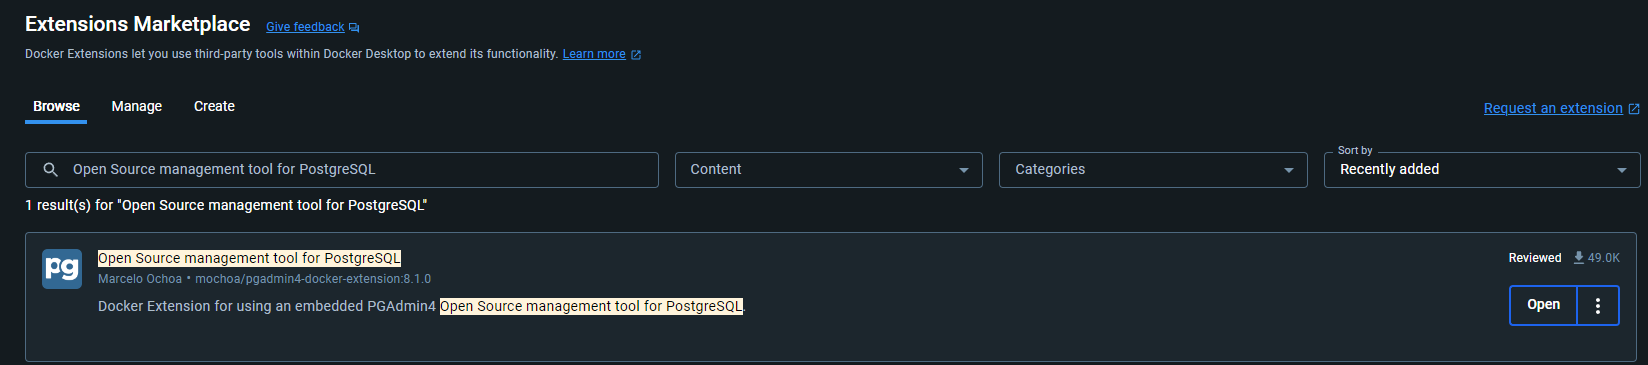 Extensions Marketplace Give feedback
Docker Extensions let you use third-party tools within Docker Desktop to extend its functionality. Learn more
Browse Manage Create
Request an extension
Sort by
Open Source management tool for PostgreSQL Content Categories Recently added
1 result(s) for "Open Source management tool for PostgreSQL"
pg Open Source management tool for PostgreSQL Reviewed 49.0K
Marcelo Ochoa • mochoa/pgadmin4-docker-extension:8.1.0
Docker Extension for using an embedded PGAdmin4 Open Source management tool for PostgreSQL.
Open